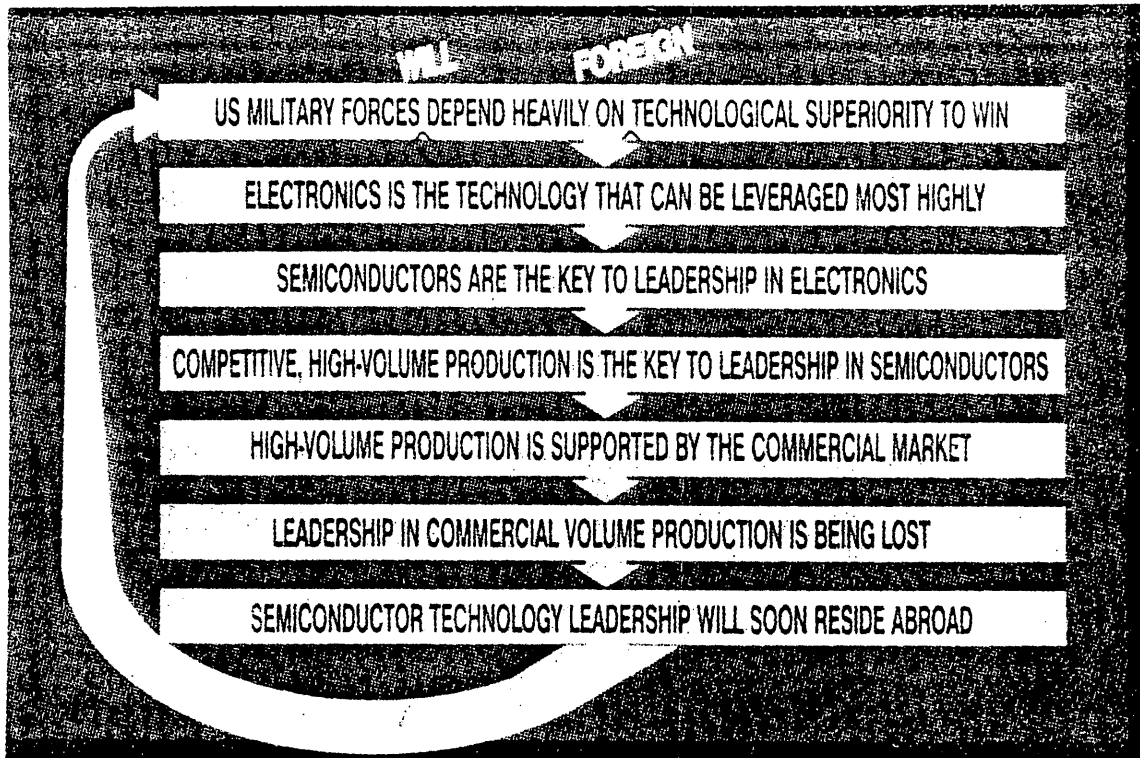 WILL FOREIGN
US MILITARY FORCES DEPEND HEAVILY ON TECHNOLOGICAL SUPERIORITY TO WIN
ELECTRONICS IS THE TECHNOLOGY THAT CAN BE LEVERAGED MOST HIGHLY
SEMICONDUCTORS ARE THE KEY TO LEADERSHIP IN ELECTRONICS
COMPETITIVE, HIGH-VOLUME PRODUCTION IS THE KEY TO LEADERSHIP IN SEMICONDUCTORS
HIGH-VOLUME PRODUCTION IS SUPPORTED BY THE COMMERCIAL MARKET
LEADERSHIP IN COMMERCIAL VOLUME PRODUCTION IS BEING LOST
SEMICONDUCTOR TECHNOLOGY LEADERSHIP WILL SOON RESIDE ABROAD